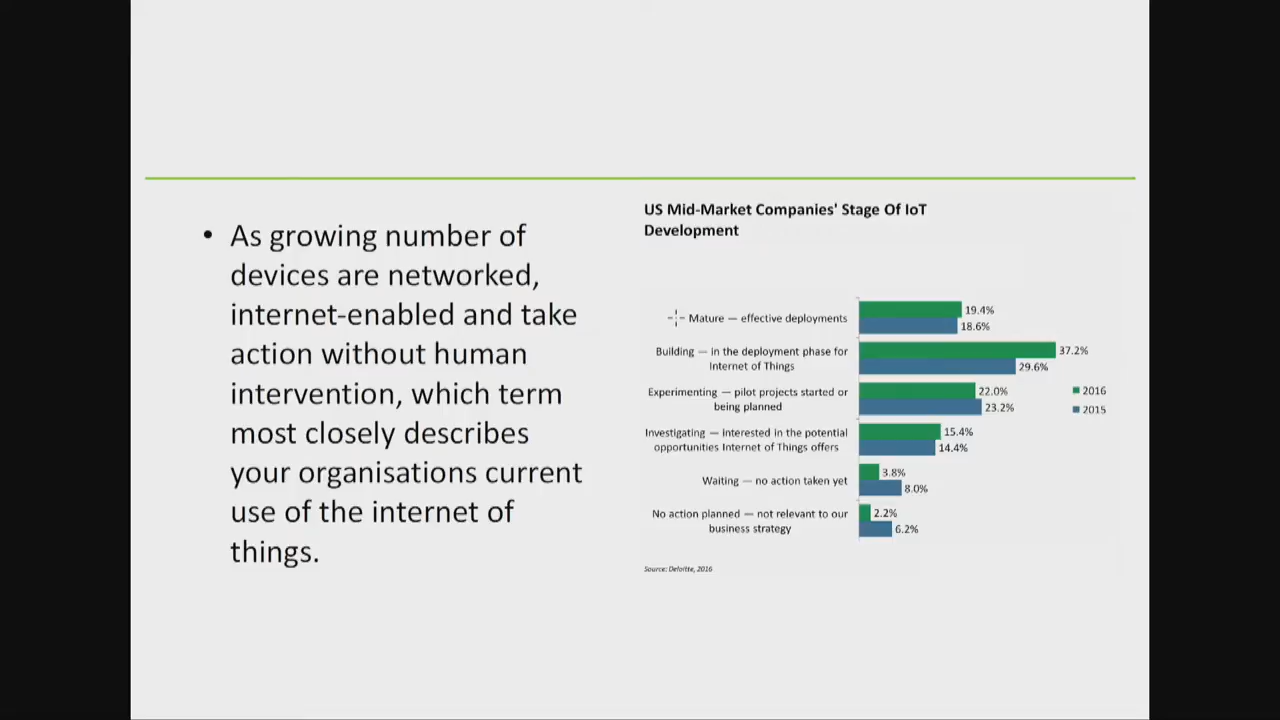 • As growing number of
devices are networked,
internet-enabled and take
action without human
intervention, which term
most closely describes
your organisations current
use of the internet of
things.
US Mid-Market Companies' Stage Of IoT
Development
Mature — effective deployments
19.4%
18.6%
Building — in the deployment phase for
Internet of Things
37.2%
29.6%
Experimenting — pilot projects started or
being planned
22.0%
23.2%
Investigating — interested in the potential
opportunities Internet of Things offers
15.4%
14.4%
Waiting — no action taken yet
3.8%
8.0%
No action planned — not relevant to our
business strategy
2.2%
6.2%
2016
2015
Source: Deloitte, 2016